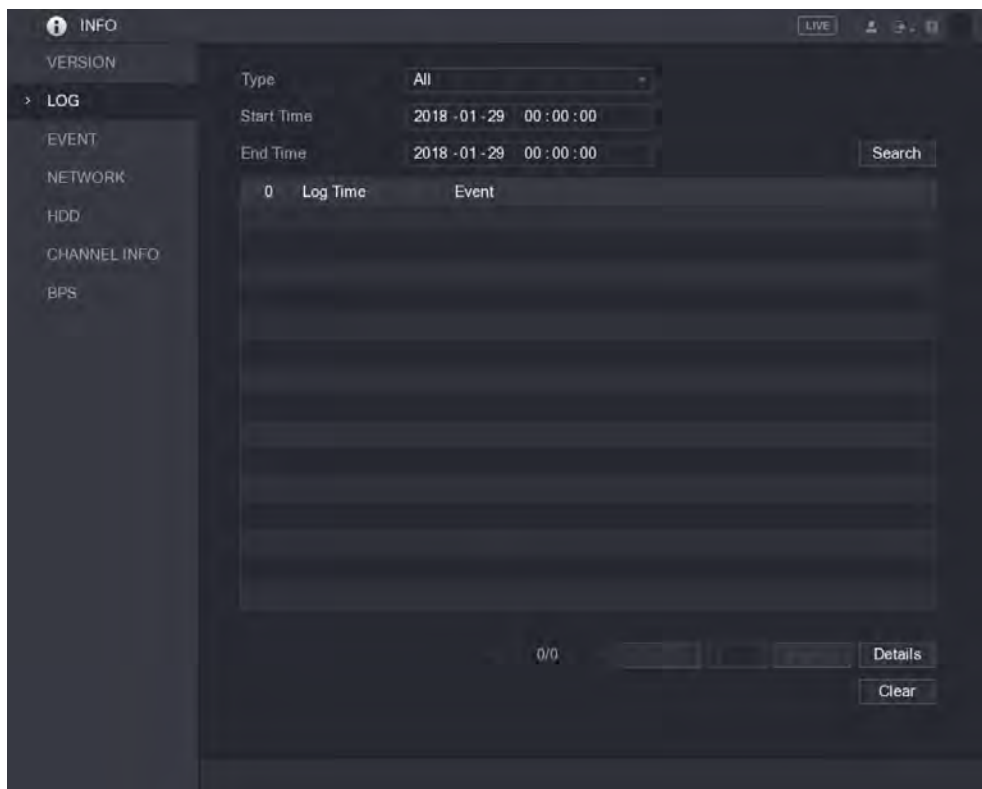 INFO
LIVE
VERSION
LOG
EVENT
NETWORK
HDD
CHANNEL INFO
BPS
Type All
Start Time 2018 -01 -29 00 : 00 : 00
End Time 2018 -01 -29 00 : 00 : 00
Search
0 Log Time Event
0/0
Details
Clear